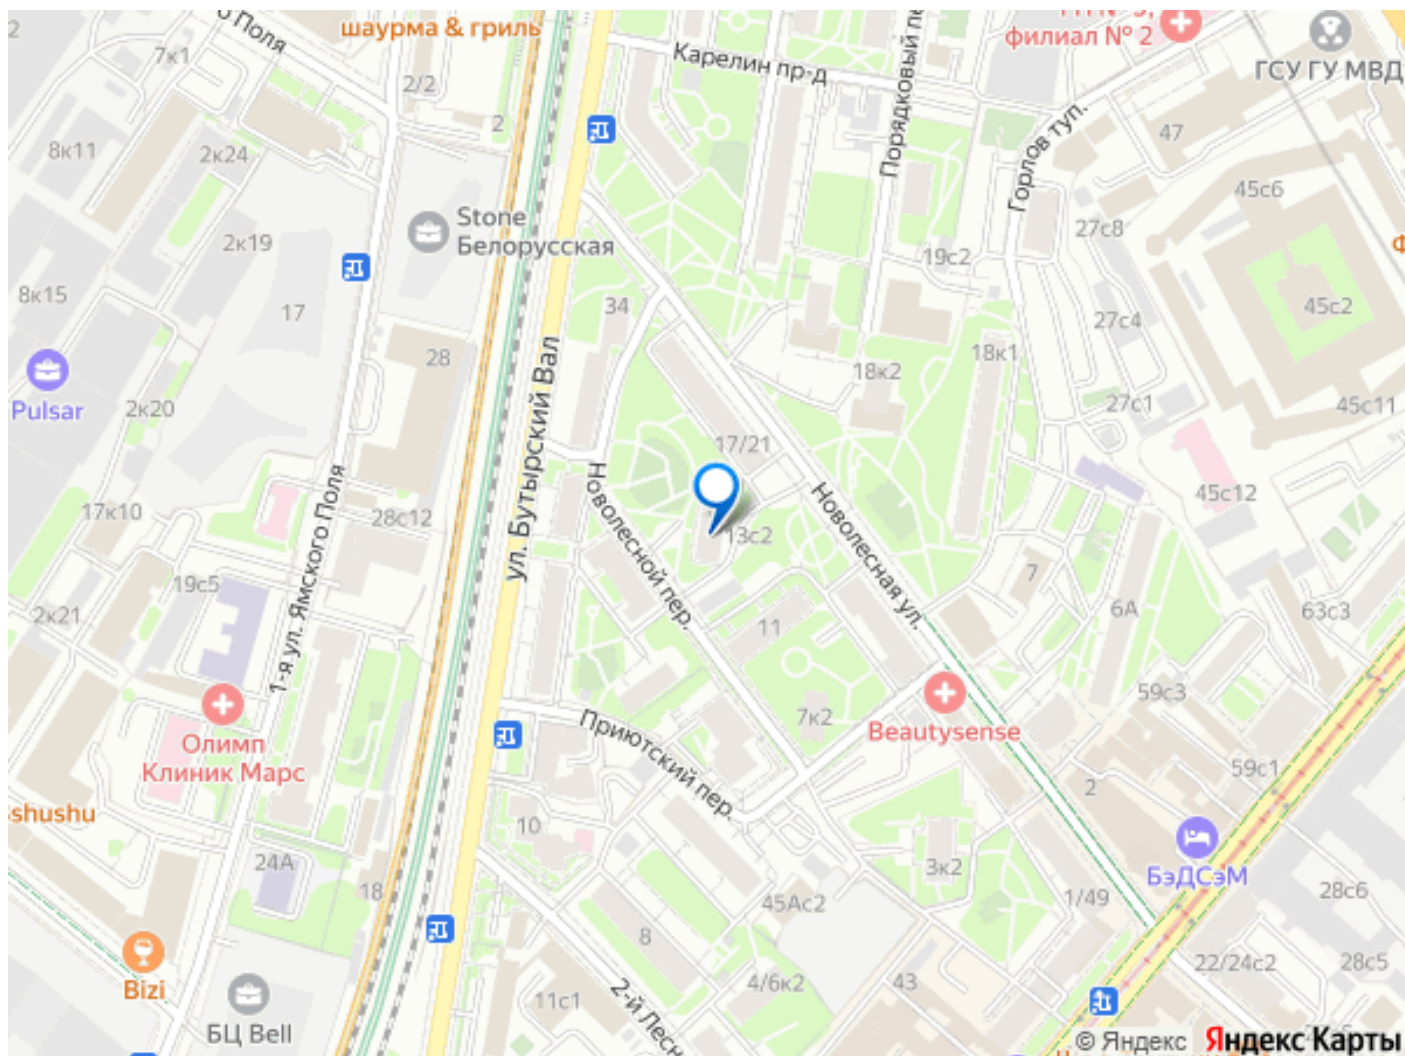 о Поля
шаурма & гриль
филиал № 2
ГСУ ГУ МВД
7к1
2/2
2
Карелин пр-д
Порядковый пе
Горлов туп.
47
8к11
2к24
45с6
Stone
Белорусская
2к19
27с8
19с2
8к15
17
34
45с2
27с4
28
18к1
18к2
Pulsar
2к20
27с1
45с11
ул. Бутырский Вал
17/21
45с12
17к10
28с12
Новолесной пер.
13с2
Новолесная ул.
1-я ул. Ямского Поля
19с5
7
2к21
11
6А
63с3
59с3
7к2
Beautysense
Олимп
Клиник Марс
Приютский пер.
59с1
2
shushu
10
24А
3к2
БэДСэМ
18
1/49
28с6
45Ас2
8
22/24с2
28с5
4/6к2
43
Bizi
11с1
2-й Лесн
БЦ Bell
© Яндекс Яндекс Карты